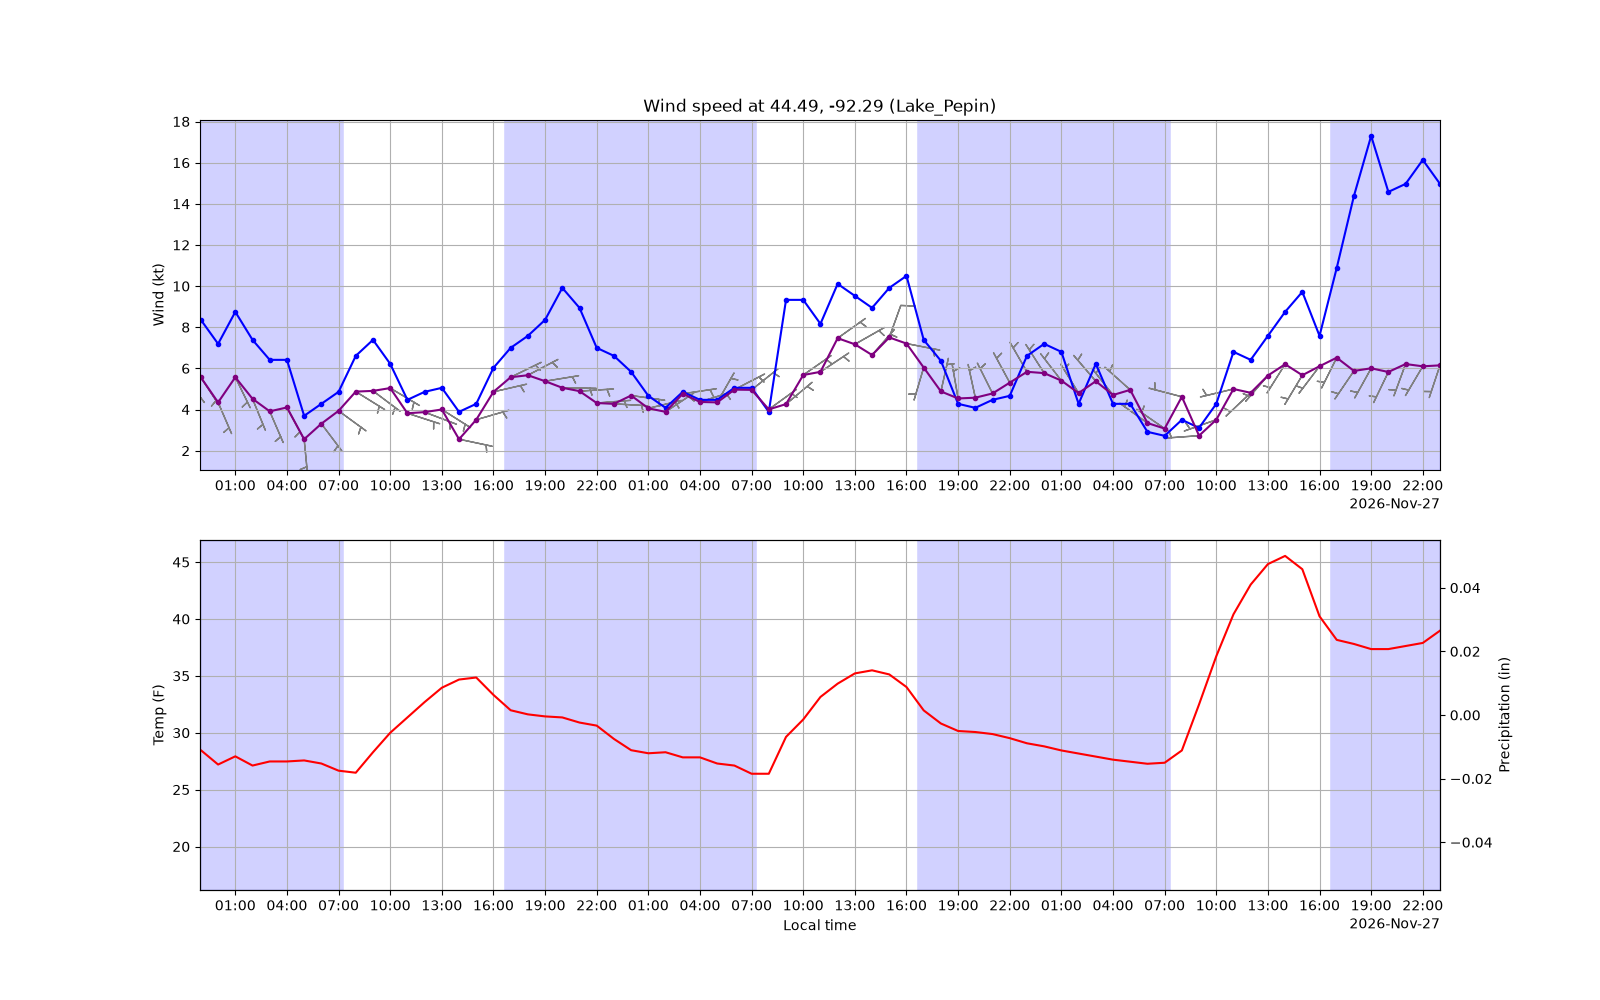 Wind speed at 44.49, -92.29 (Lake_Pepin)
18
16
14
12
10
8
6
4
2
Wind (kt)
01:00 04:00 07:00 10:00 13:00 16:00 19:00 22:00 01:00 04:00 07:00 10:00 13:00 16:00 19:00 22:00 01:00 04:00 07:00 10:00 13:00 16:00 19:00 22:00
2026-Nov-27
45
40
35
30
25
20
Temp (F)
0.04
0.02
0.00
−0.02
−0.04
Precipitation (in)
01:00 04:00 07:00 10:00 13:00 16:00 19:00 22:00 01:00 04:00 07:00 10:00 13:00 16:00 19:00 22:00 01:00 04:00 07:00 10:00 13:00 16:00 19:00 22:00
Local time
2026-Nov-27